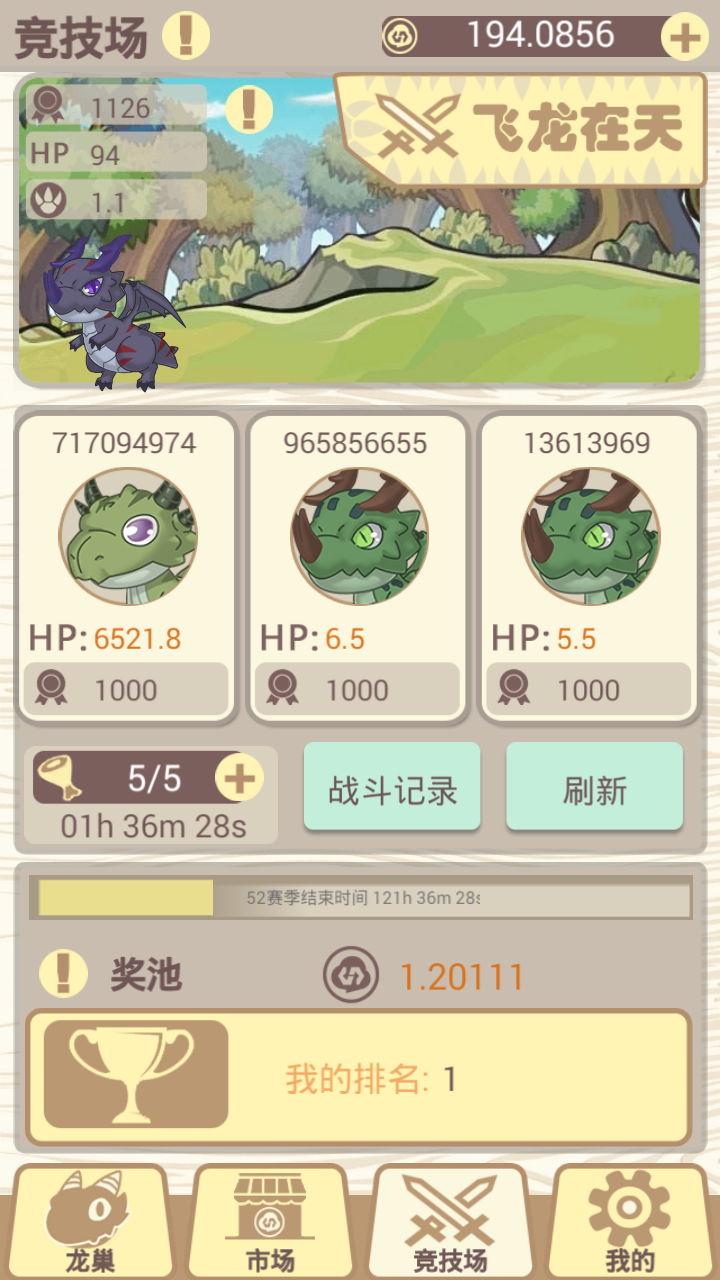 竞技场
194.0856
1126
HP 94
1.1
飞龙在天
717094974
965856655
13613969
HP: 6521.8
HP: 6.5
HP: 5.5
1000
1000
1000
5/5
01h 36m 28s
战斗记录
刷新
52赛季结束时间 121h 36m 28s
奖池
1.20111
我的排名: 1
龙巢
市场
竞技场
我的